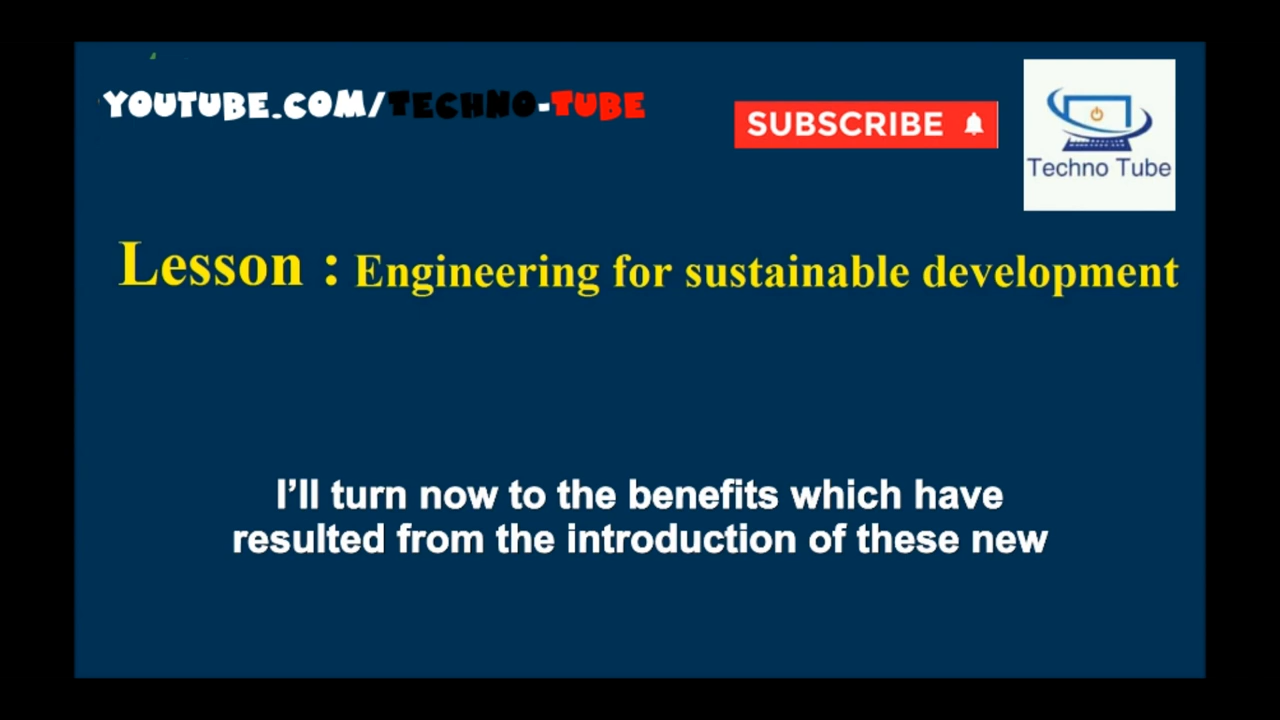 YOUTUBE.COM/TECHNO-TUBE
SUBSCRIBE
Techno Tube
Lesson : Engineering for sustainable development
I’ll turn now to the benefits which have
resulted from the introduction of these new